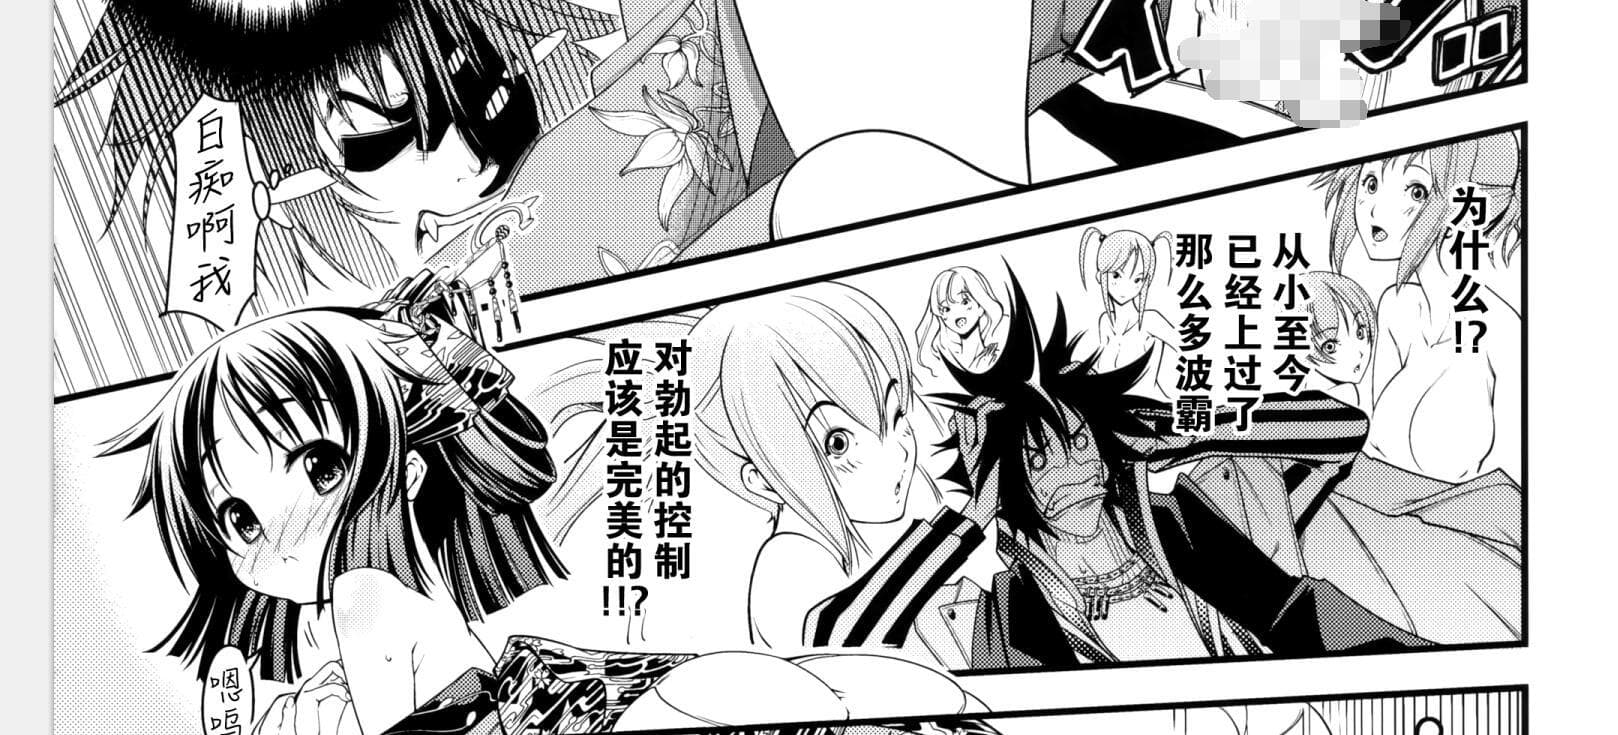 白痴啊我
为什么!?
从小至今
已经上过了
那么多波霸
对勃起的控制
应该是完美的!!?
嗯呜